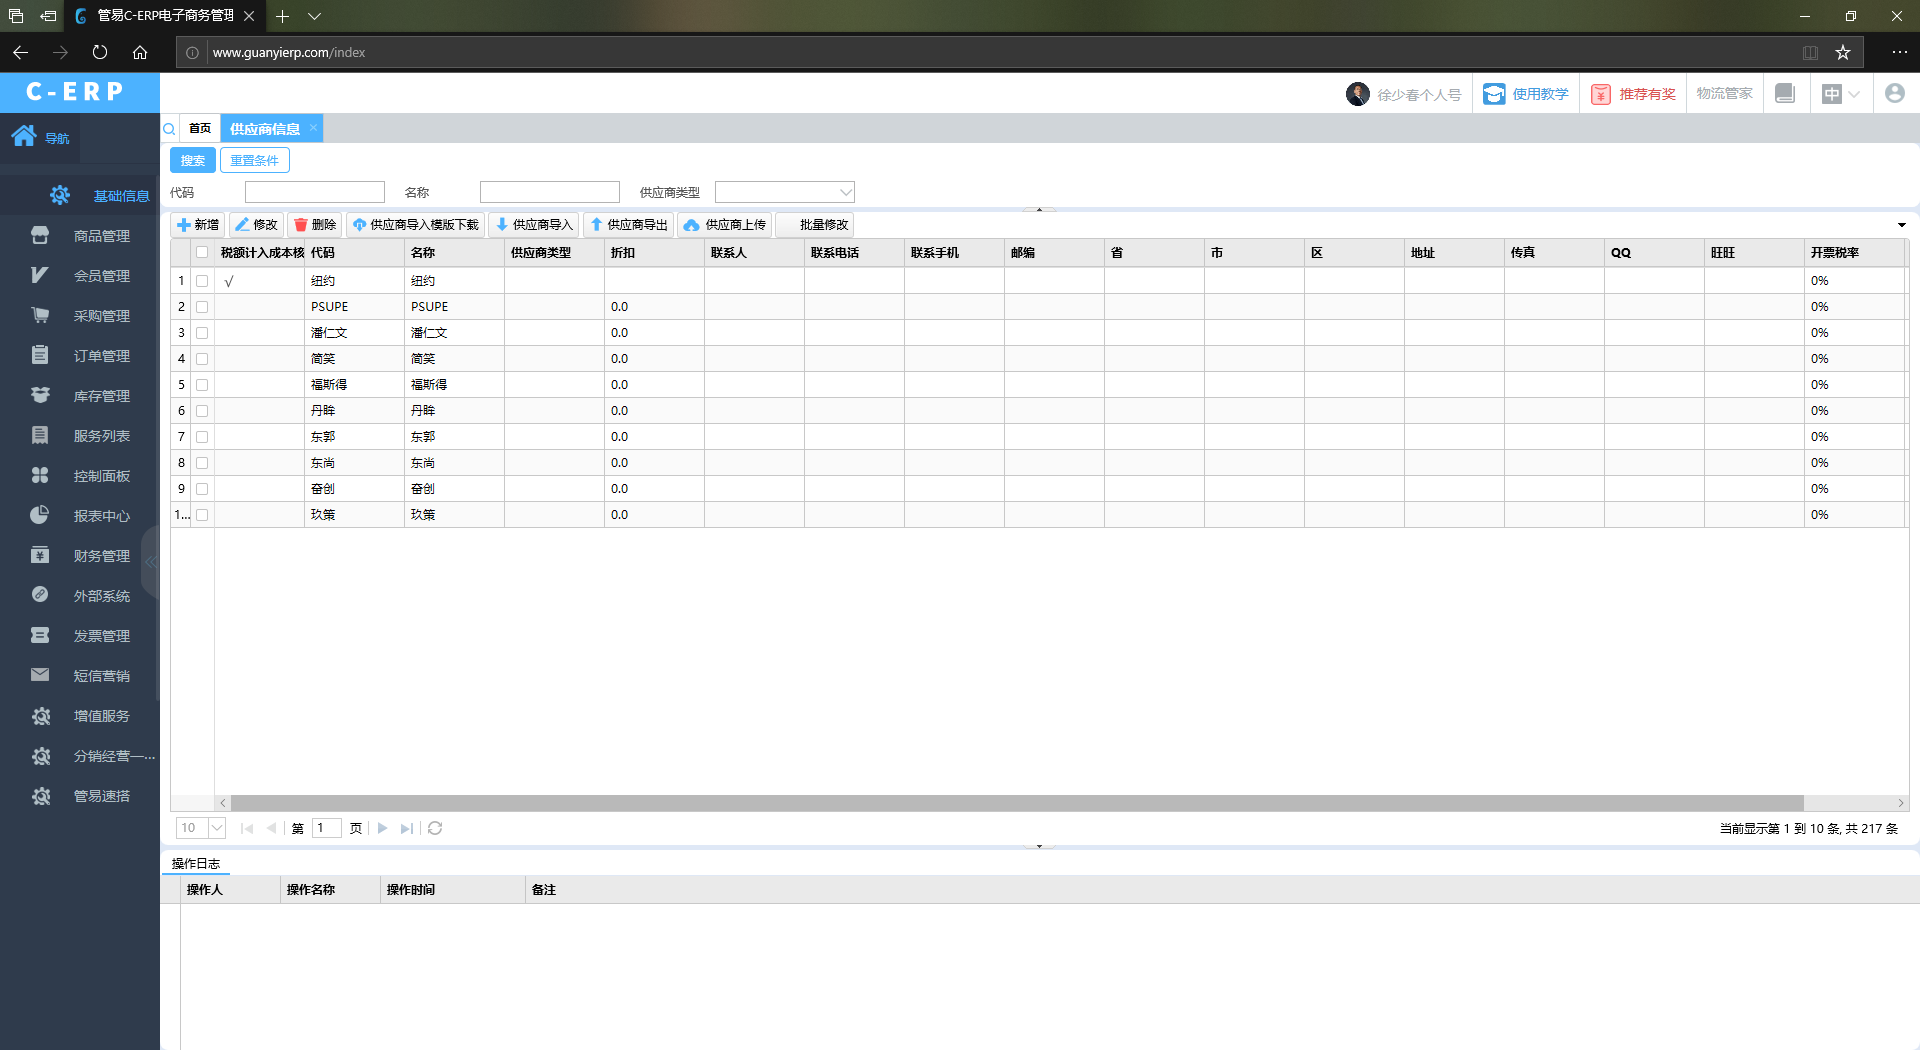 管易C-ERP电子商务管理
www.guanyierp.com/index
C-ERP
徐少春个人号
使用教学
推荐有奖
物流管家
中
导航
首页
供应商信息
搜索
重置条件
代码
名称
供应商类型
新增
修改
删除
供应商导入模版下载
供应商导入
供应商导出
供应商上传
批量修改
基础信息
商品管理
会员管理
采购管理
订单管理
库存管理
服务列表
控制面板
报表中心
财务管理
外部系统
发票管理
短信营销
增值服务
分销经营一...
管易速搭
税额计入成本核 代码 名称 供应商类型 折扣 联系人 联系电话 联系手机 邮编 省 市 区 地址 传真 QQ 旺旺 开票税率
1 √ 纽约 纽约 0%
2 PSUPE PSUPE 0.0 0%
3 潘仁文 潘仁文 0.0 0%
4 简笑 简笑 0.0 0%
5 福斯得 福斯得 0.0 0%
6 丹眸 丹眸 0.0 0%
7 东郭 东郭 0.0 0%
8 东尚 东尚 0.0 0%
9 奋创 奋创 0.0 0%
1... 玖策 玖策 0.0 0%
10 第 1 页
当前显示第 1 到 10 条, 共 217 条
操作日志
操作人 操作名称 操作时间 备注